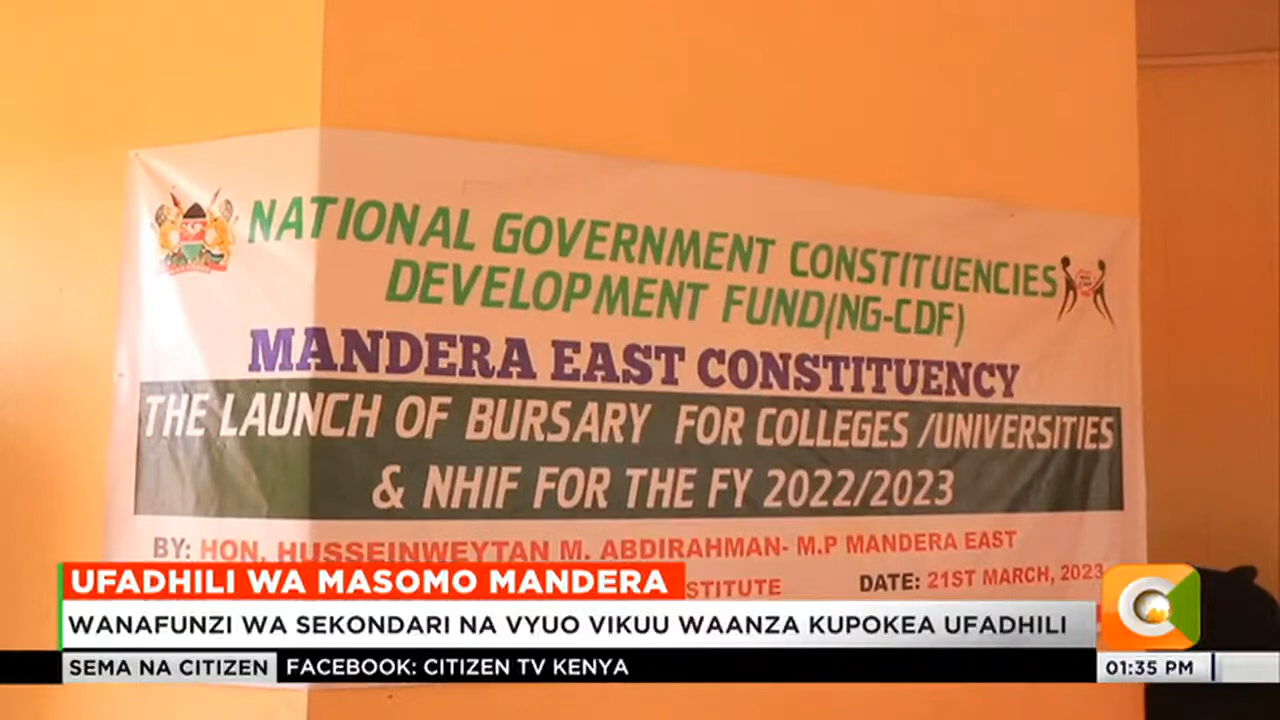 NATIONAL GOVERNMENT CONSTITUENCIES
DEVELOPMENT FUND(NG-CDF)
MANDERA EAST CONSTITUENCY
THE LAUNCH OF BURSARY FOR COLLEGES /UNIVERSITIES
& NHIF FOR THE FY 2022/2023
BY: HON. HUSSEINWEYTAN M. ABDIRAHMAN- M.P MANDERA EAST
DATE: 21ST MARCH, 2023
UFADHILI WA MASOMO MANDERA
WANAFUNZI WA SEKONDARI NA VYUO VIKUU WAANZA KUPOKEA UFADHILI
SEMA NA CITIZEN FACEBOOK: CITIZEN TV KENYA
01:35 PM